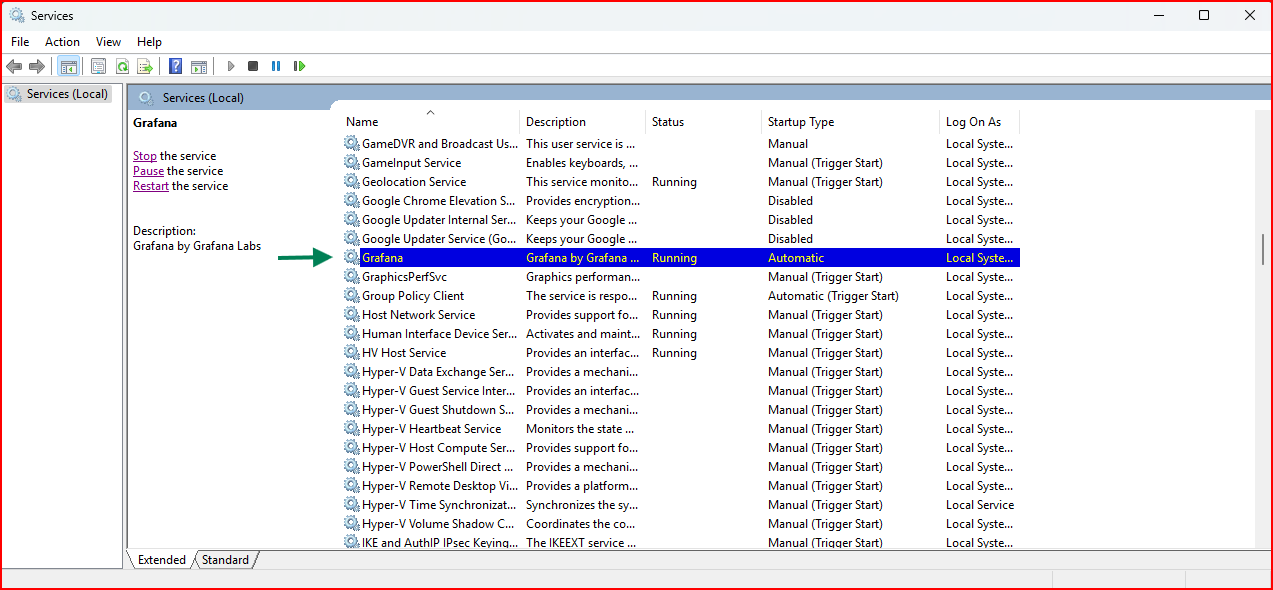 Services
File Action View Help
Services (Local)
Services (Local)
Grafana
Stop the service
Pause the service
Restart the service
Description:
Grafana by Grafana Labs
Name Description Status Startup Type Log On As
GameDVR and Broadcast Us... This user service is ... Manual Local Syste...
GameInput Service Enables keyboards, ... Manual (Trigger Start) Local Syste...
Geolocation Service This service monito... Running Manual (Trigger Start) Local Syste...
Google Chrome Elevation S... Provides encryption... Disabled Local Syste...
Google Updater Internal Ser... Keeps your Google ... Disabled Local Syste...
Google Updater Service (Go... Keeps your Google ... Disabled Local Syste...
Grafana Grafana by Grafana ... Running Automatic Local Syste...
GraphicsPerfSvc Graphics performan... Manual (Trigger Start) Local Syste...
Group Policy Client The service is respo... Running Automatic (Trigger Start) Local Syste...
Host Network Service Provides support fo... Running Manual (Trigger Start) Local Syste...
Human Interface Device Ser... Activates and maint... Running Manual (Trigger Start) Local Syste...
HV Host Service Provides an interfac... Running Manual (Trigger Start) Local Syste...
Hyper-V Data Exchange Ser... Provides a mechani... Manual (Trigger Start) Local Syste...
Hyper-V Guest Service Inter... Provides an interfac... Manual (Trigger Start) Local Syste...
Hyper-V Guest Shutdown S... Provides a mechani... Manual (Trigger Start) Local Syste...
Hyper-V Heartbeat Service Monitors the state ... Manual (Trigger Start) Local Syste...
Hyper-V Host Compute Ser... Provides support fo... Manual (Trigger Start) Local Syste...
Hyper-V PowerShell Direct ... Provides a mechani... Manual (Trigger Start) Local Syste...
Hyper-V Remote Desktop Vi... Provides a platform... Manual (Trigger Start) Local Syste...
Hyper-V Time Synchronizat... Synchronizes the sy... Manual (Trigger Start) Local Service
Hyper-V Volume Shadow C... Coordinates the co... Manual (Trigger Start) Local Syste...
IKE and AuthIP IPsec Keying... The IKEEXT service ... Manual (Trigger Start) Local Syste...
Extended Standard